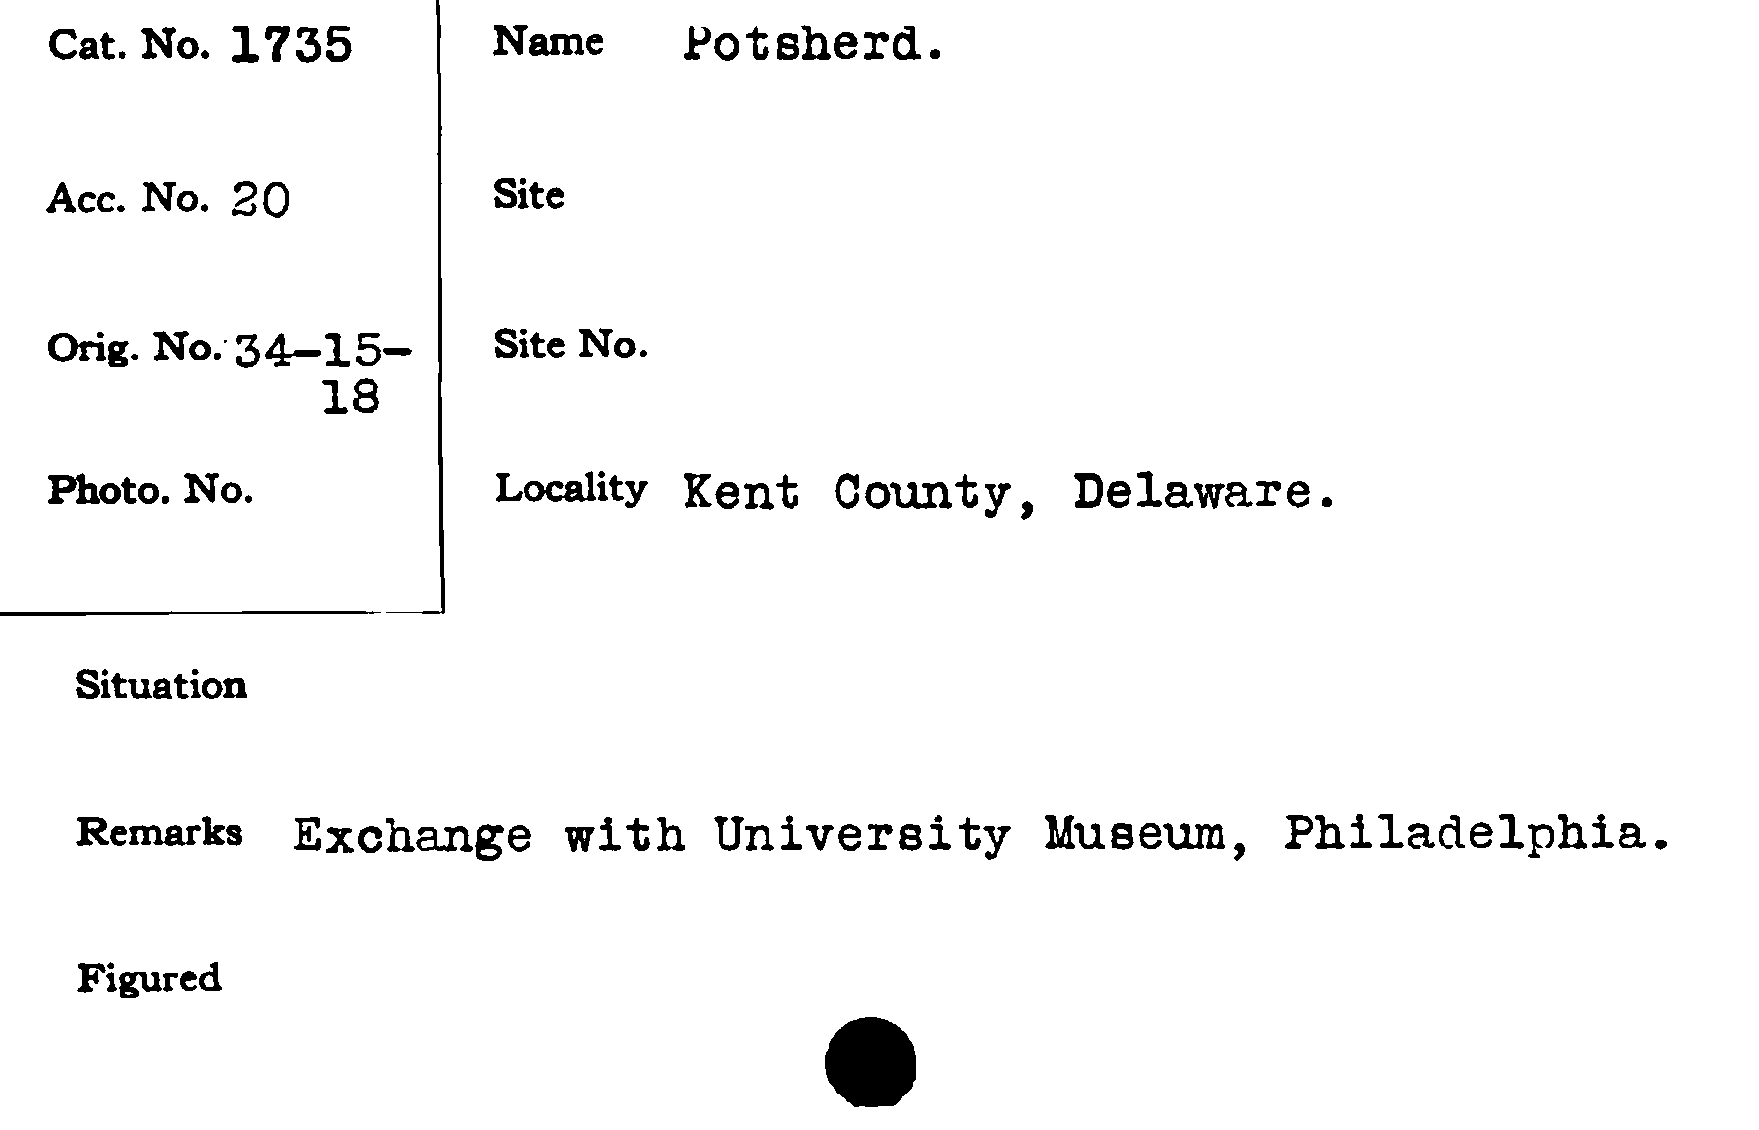 Cat. No. 1735
Name Potsherd.
Acc. No. 20
Site
Orig. No. 34-15-
18
Site No.
Photo. No.
Locality Kent County, Delaware.
Situation
Remarks Exchange with University Museum, Philadelphia.
Figured